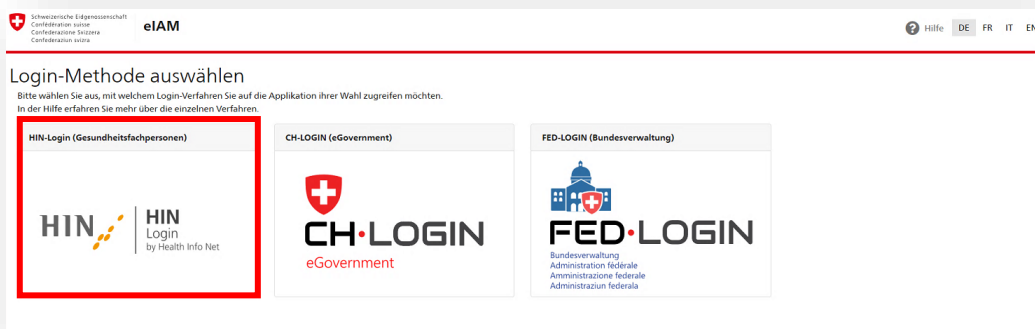 Schweizerische Eidgenossenschaft
Confédération suisse
Confederazione Svizzera
Confederaziun svizra
eIAM
Hilfe DE FR IT EN
Login-Methode auswählen
Bitte wählen Sie aus, mit welchem Login-Verfahren Sie auf die Applikation ihrer Wahl zugreifen möchten.
In der Hilfe erfahren Sie mehr über die einzelnen Verfahren.
HIN-Login (Gesundheitsfachpersonen)
HIN
HIN
Login
by Health Info Net
CH-LOGIN (eGovernment)
CH·LOGIN
eGovernment
FED-LOGIN (Bundesverwaltung)
FED·LOGIN
Bundesverwaltung
Administration fédérale
Amministrazione federale
Administraziun federala